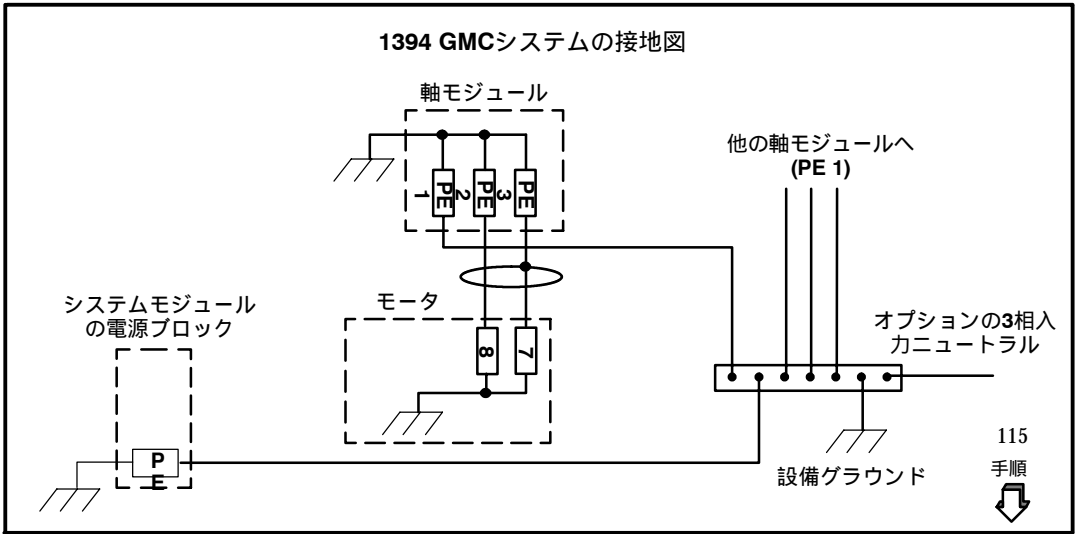 1394 GMCシステムの接地図
軸モジュール
他の軸モジュールへ
(PE 1)
PE
1
PE
2
PE
3
モータ
システムモジュール
の電源ブロック
8
7
オプションの3相入
力ニュートラル
P
E
設備グラウンド
115
手順